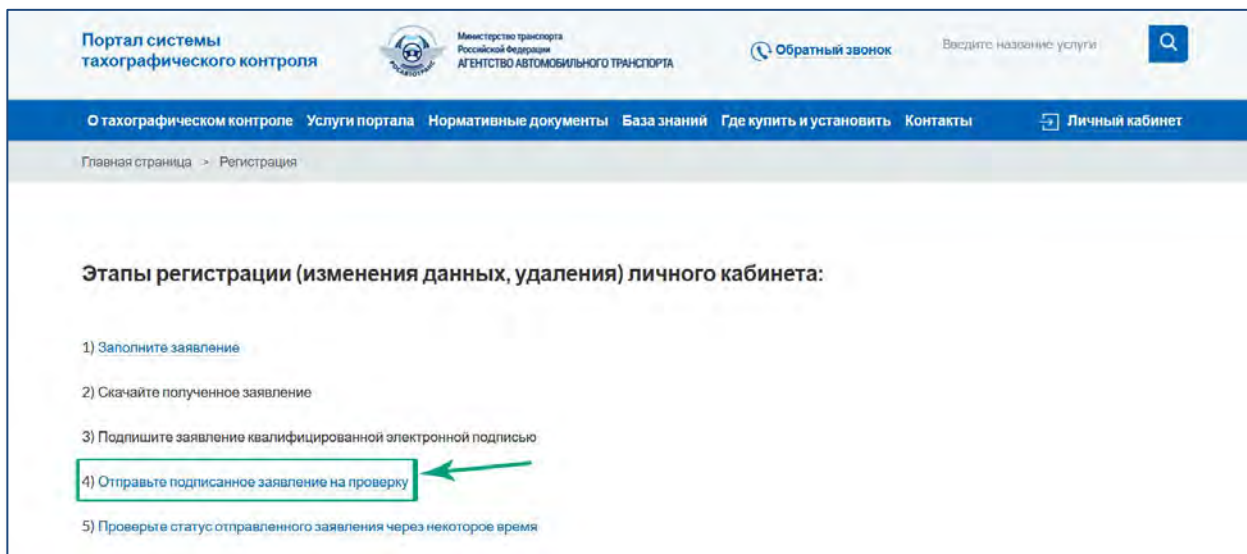 Портал системы
тахографического контроля
РОСАВТОТРАНС
Министерство транспорта
Российской Федерации
АГЕНТСТВО АВТОМОБИЛЬНОГО ТРАНСПОРТА
Обратный звонок
Введите название услуги
О тахографическом контроле Услуги портала Нормативные документы База знаний Где купить и установить Контакты Личный кабинет
Главная страница > Регистрация
Этапы регистрации (изменения данных, удаления) личного кабинета:
1) Заполните заявление
2) Скачайте полученное заявление
3) Подпишите заявление квалифицированной электронной подписью
4) Отправьте подписанное заявление на проверку
5) Проверьте статус отправленного заявления через некоторое время